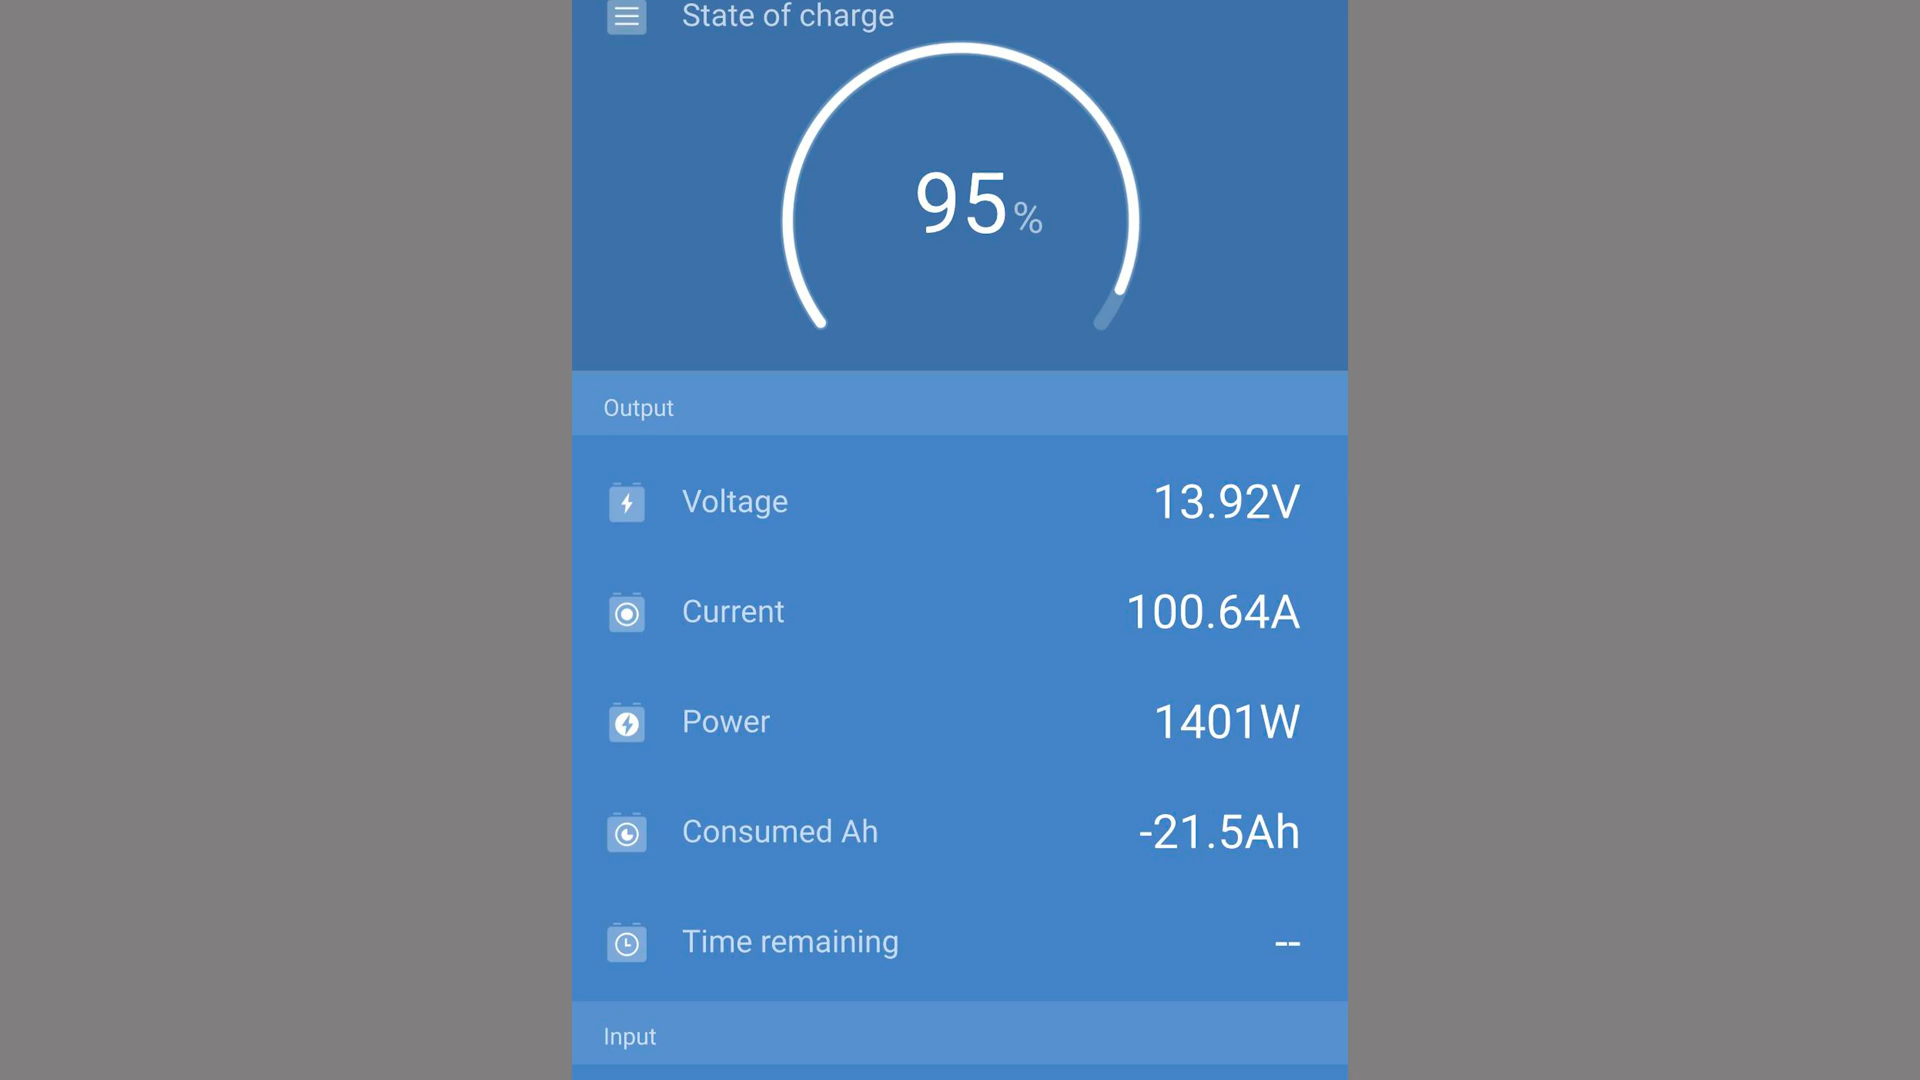 State of charge
95%
Output
Voltage 13.92V
Current 100.64A
Power 1401W
Consumed Ah -21.5Ah
Time remaining --
Input